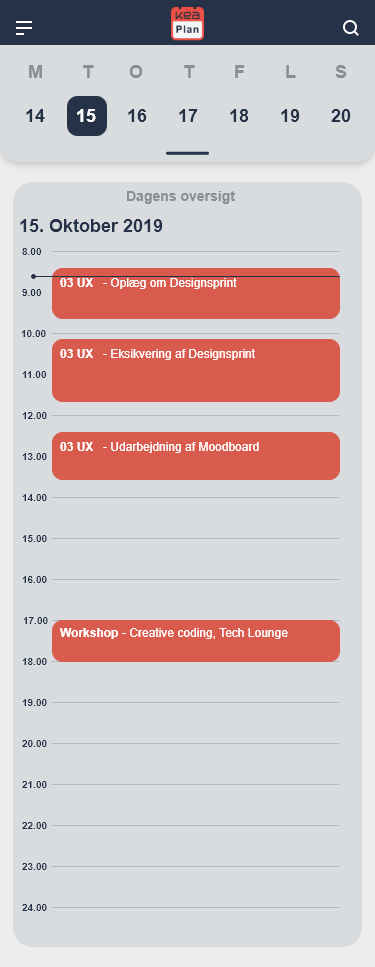 kea
Plan
M T O T F L S
14 15 16 17 18 19 20
Dagens oversigt
15. Oktober 2019
8.00
03 UX - Oplæg om Designsprint
9.00
10.00
03 UX - Eksikvering af Designsprint
11.00
12.00
03 UX - Udarbejdning af Moodboard
13.00
14.00
15.00
16.00
17.00
Workshop - Creative coding, Tech Lounge
18.00
19.00
20.00
21.00
22.00
23.00
24.00